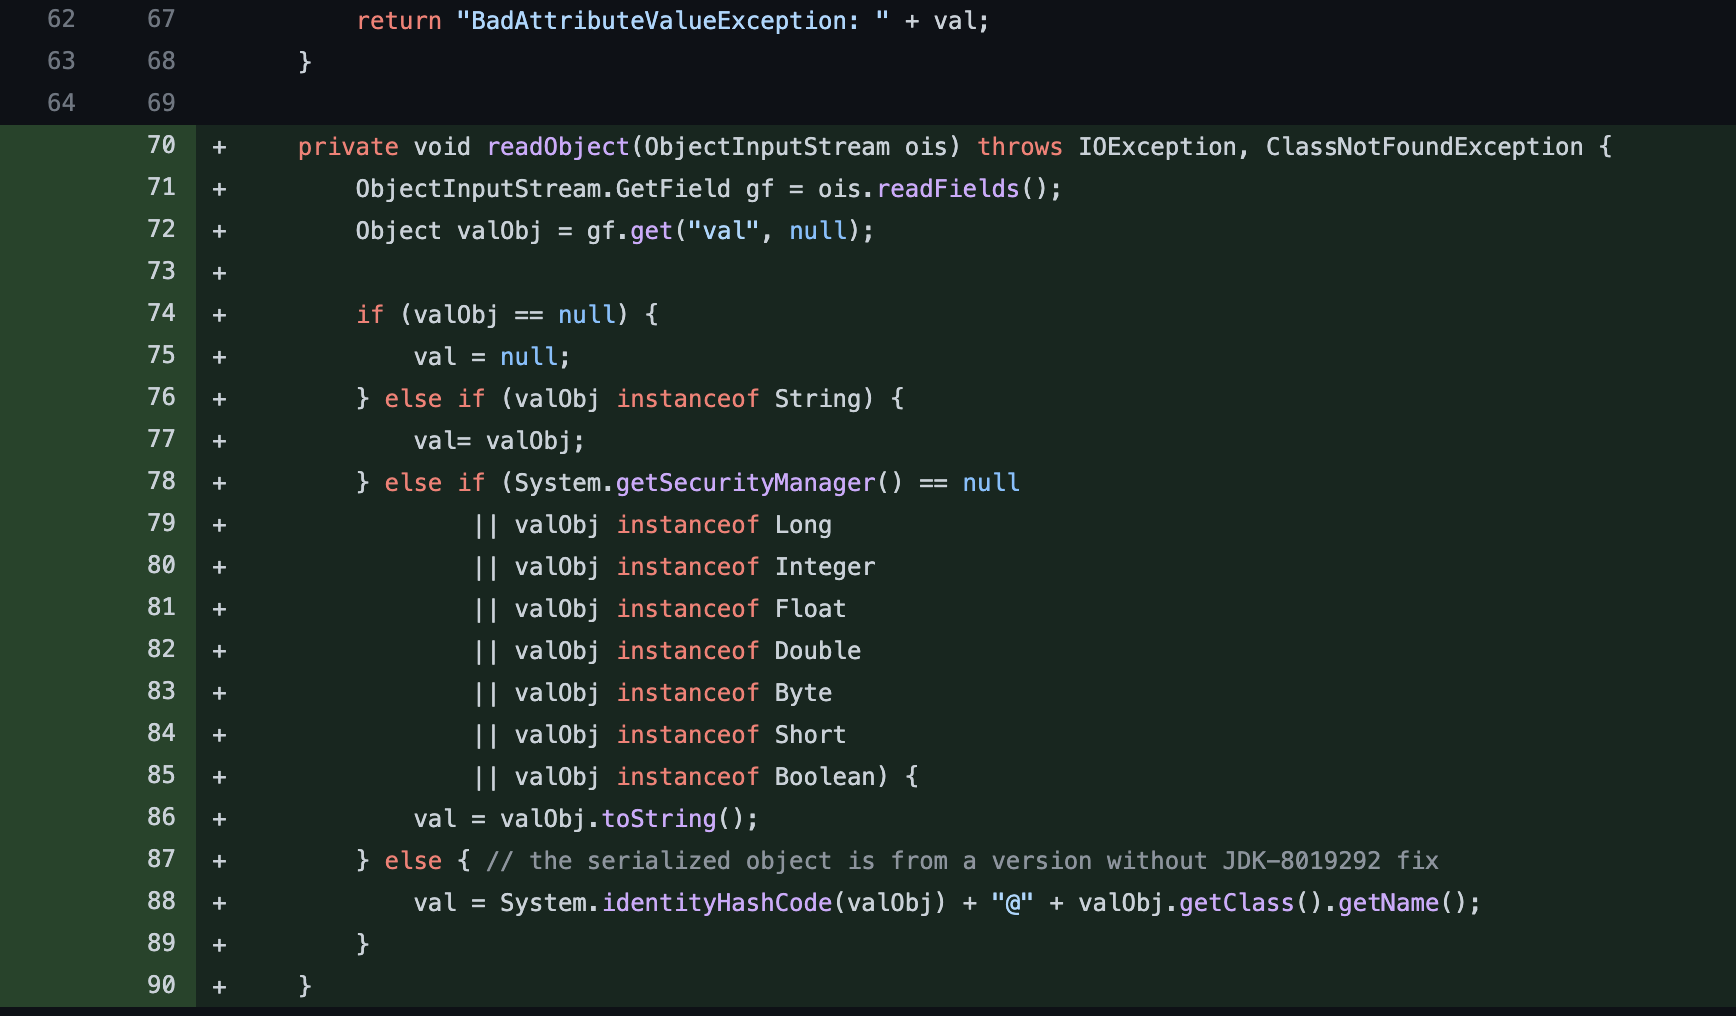 62 67 return "BadAttributeValueException: " + val;
63 68 }
64 69
70 + private void readObject(ObjectInputStream ois) throws IOException, ClassNotFoundException {
71 + ObjectInputStream.GetField gf = ois.readFields();
72 + Object valObj = gf.get("val", null);
73 +
74 + if (valObj == null) {
75 + val = null;
76 + } else if (valObj instanceof String) {
77 + val= valObj;
78 + } else if (System.getSecurityManager() == null
79 + || valObj instanceof Long
80 + || valObj instanceof Integer
81 + || valObj instanceof Float
82 + || valObj instanceof Double
83 + || valObj instanceof Byte
84 + || valObj instanceof Short
85 + || valObj instanceof Boolean) {
86 + val = valObj.toString();
87 + } else { // the serialized object is from a version without JDK-8019292 fix
88 + val = System.identityHashCode(valObj) + "@" + valObj.getClass().getName();
89 + }
90 + }